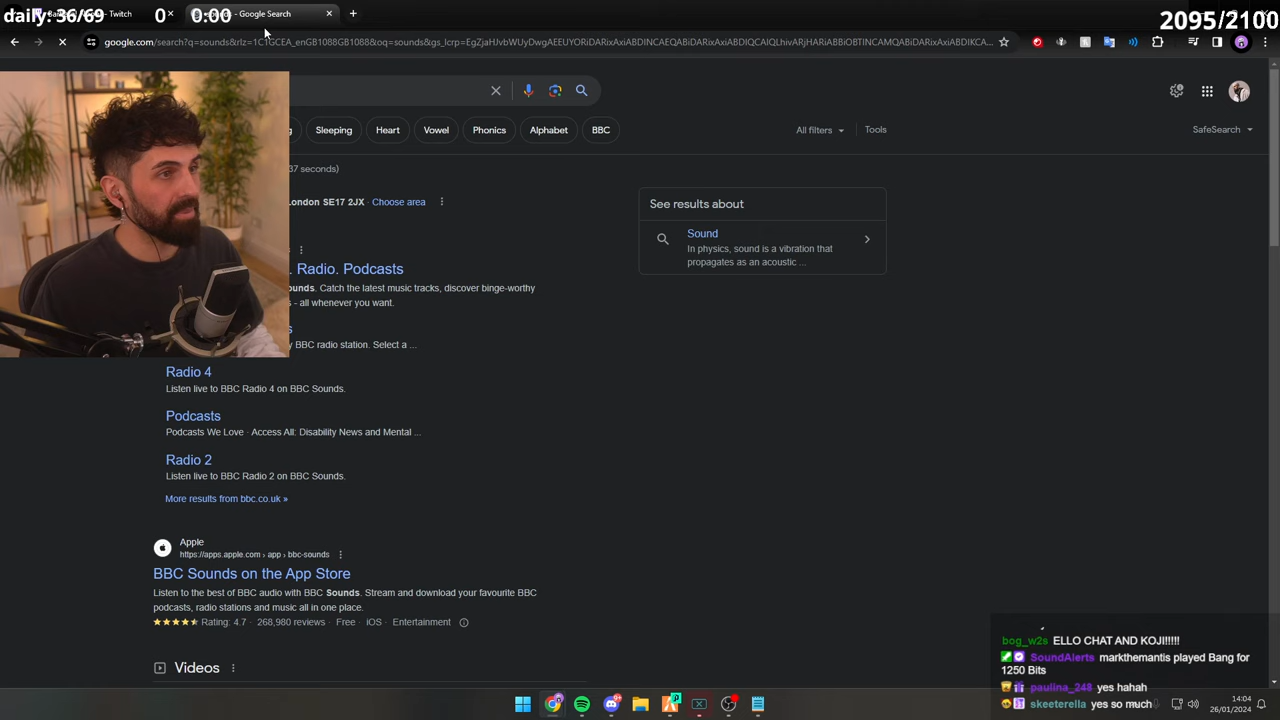 daily: 36/69 0 0.00
- Twitch
- Google Search
2095/2100
google.com/search?q=sounds&rlz=1C1GCEA_enGB1088GB1088&oq=sounds&gs_lcrp=
Sleeping
Heart
Vowel
Phonics
Alphabet
BBC
All filters
Tools
SafeSearch
37 seconds)
London SE17 2JX · Choose area
See results about
Sound
In physics, sound is a vibration that
propagates as an acoustic ...
. Radio. Podcasts
Catch the latest music tracks, discover binge-worthy
- all whenever you want.
BBC radio station. Select a ...
Radio 4
Listen live to BBC Radio 4 on BBC Sounds.
Podcasts
Podcasts We Love · Access All: Disability News and Mental ...
Radio 2
Listen live to BBC Radio 2 on BBC Sounds.
More results from bbc.co.uk »
Apple
https://apps.apple.com › app › bbc-sounds
BBC Sounds on the App Store
Listen to the best of BBC audio with BBC Sounds. Stream and download your favourite BBC
podcasts, radio stations and music all in one place.
Rating: 4.7 · 268,980 reviews · Free · iOS · Entertainment
Videos
bog_w2s ELLO CHAT AND KOJI!!!!!
SoundAlerts markthemantis played Bang for
1250 Bits
paulina_248 yes hahah
skeeterella yes so much
14:04
26/01/2024